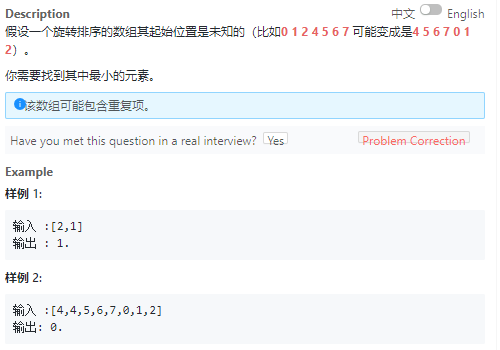 Description
中文 English
假设一个旋转排序的数组其起始位置是未知的（比如0 1 2 4 5 6 7 可能变成是4 5 6 7 0 1
2）。
你需要找到其中最小的元素。
该数组可能包含重复项。
Have you met this question in a real interview? Yes Problem Correction
Example
样例 1:
输入 :[2,1]
输出 : 1.
样例 2:
输入 :[4,4,5,6,7,0,1,2]
输出: 0.